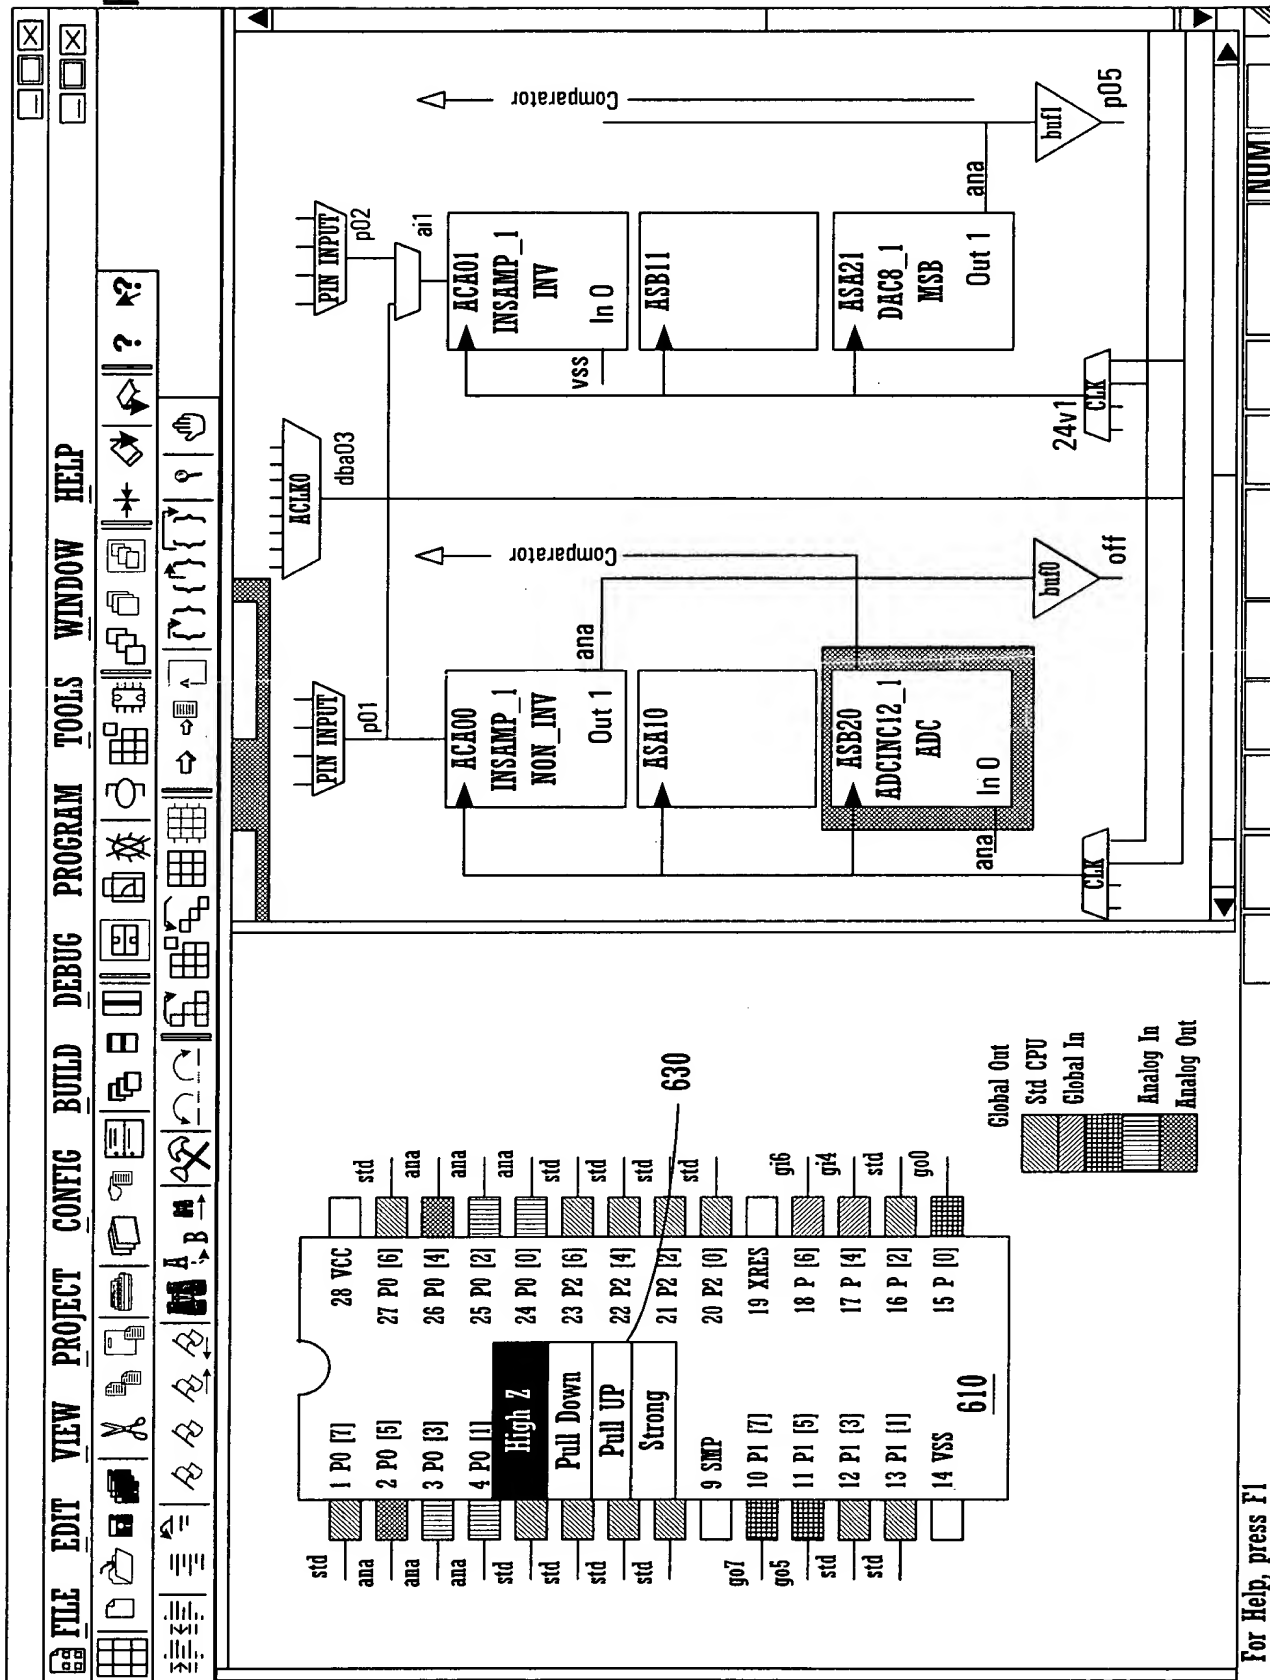 FILE EDIT VIEW PROJECT CONFIG BUILD DEBUG PROGRAM TOOLS WINDOW HELP
A
B
?
?
28 VCC
27 P0 [6]
26 P0 [4]
25 P0 [2]
24 P0 [0]
23 P2 [6]
22 P2 [4]
21 P2 [2]
20 P2 [0]
19 XRES
18 P [6]
17 P [4]
16 P [2]
15 P [0]
1 P0 [7]
2 P0 [5]
3 P0 [3]
4 P0 [1]
High Z
Pull Down
Pull UP
Strong
9 SMP
10 P1 [7]
11 P1 [5]
12 P1 [3]
13 P1 [1]
14 VSS
610
630
std
ana
ana
ana
std
std
std
std
gi6
gi4
std
go0
std
ana
ana
ana
std
std
std
std
go7
go5
std
std
Global Out
Std CPU
Global In
Analog In
Analog Out
PIN INPUT
p01
ACLK0
dba03
PIN INPUT
p02
ai1
ACA00
INSAMP_1
NON_INV
Out 1
ana
ASA10
ASB20
ADCINC12_1
ADC
In 0
ana
Comparator
buf0
off
CLK
ACA01
INSAMP_1
INV
In 0
vss
ASB11
ASA21
DAC8_1
MSB
Out 1
ana
Comparator
buf1
p05
24v1
CLK
For Help, press F1
NUM